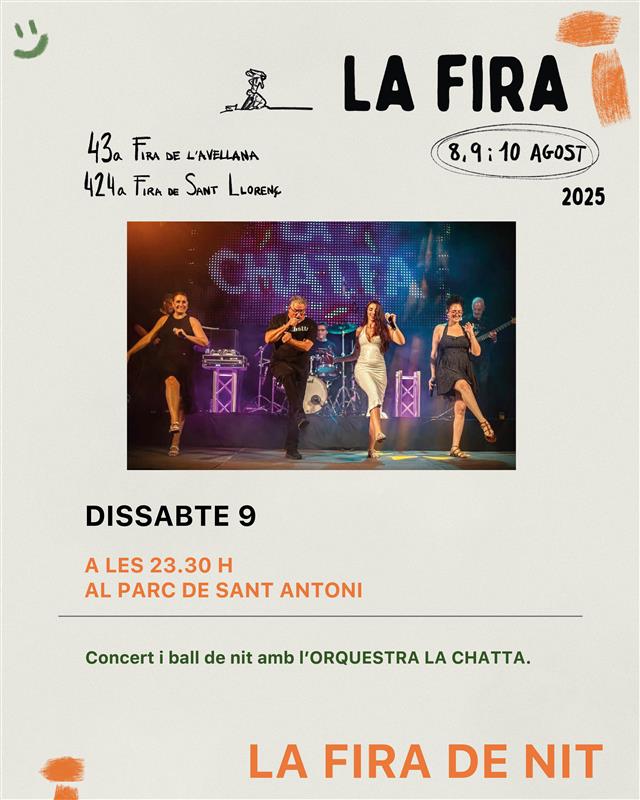 LA FIRA
43a FIRA DE L'AVELLANA
424a FIRA DE SANT LLORENÇ
8, 9 i 10 AGOST
2025
LA
CHATTA
DISSABTE 9
A LES 23.30 H
AL PARC DE SANT ANTONI
Concert i ball de nit amb l'ORQUESTRA LA CHATTA.
LA FIRA DE NIT